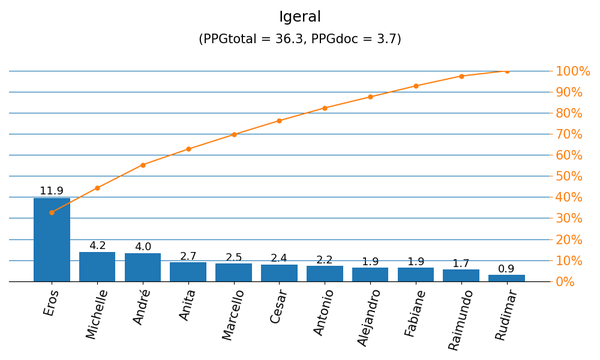 Igeral
(PPGtotal = 36.3, PPGdoc = 3.7)
100%
90%
80%
70%
60%
50%
40%
30%
20%
10%
0%
11.9
4.2
4.0
2.7
2.5
2.4
2.2
1.9
1.9
1.7
0.9
Eros
Michelle
André
Anita
Marcello
Cesar
Antonio
Alejandro
Fabiane
Raimundo
Rudimar